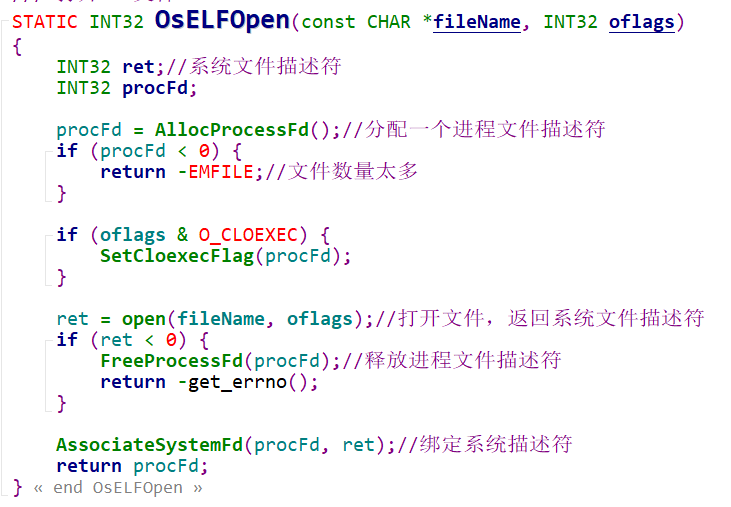 STATIC INT32 OsELFOpen(const CHAR *fileName, INT32 oflags)
{
    INT32 ret;//系统文件描述符
    INT32 procFd;
    procFd = AllocProcessFd();//分配一个进程文件描述符
    if (procFd < 0) {
        return -EMFILE;//文件数量太多
    }
    if (oflags & O_CLOEXEC) {
        SetCloexecFlag(procFd);
    }
    ret = open(fileName, oflags);//打开文件，返回系统文件描述符
    if (ret < 0) {
        FreeProcessFd(procFd);//释放进程文件描述符
        return -get_errno();
    }
    AssociateSystemFd(procFd, ret);//绑定系统描述符
    return procFd;
} « end OsELFOpen »